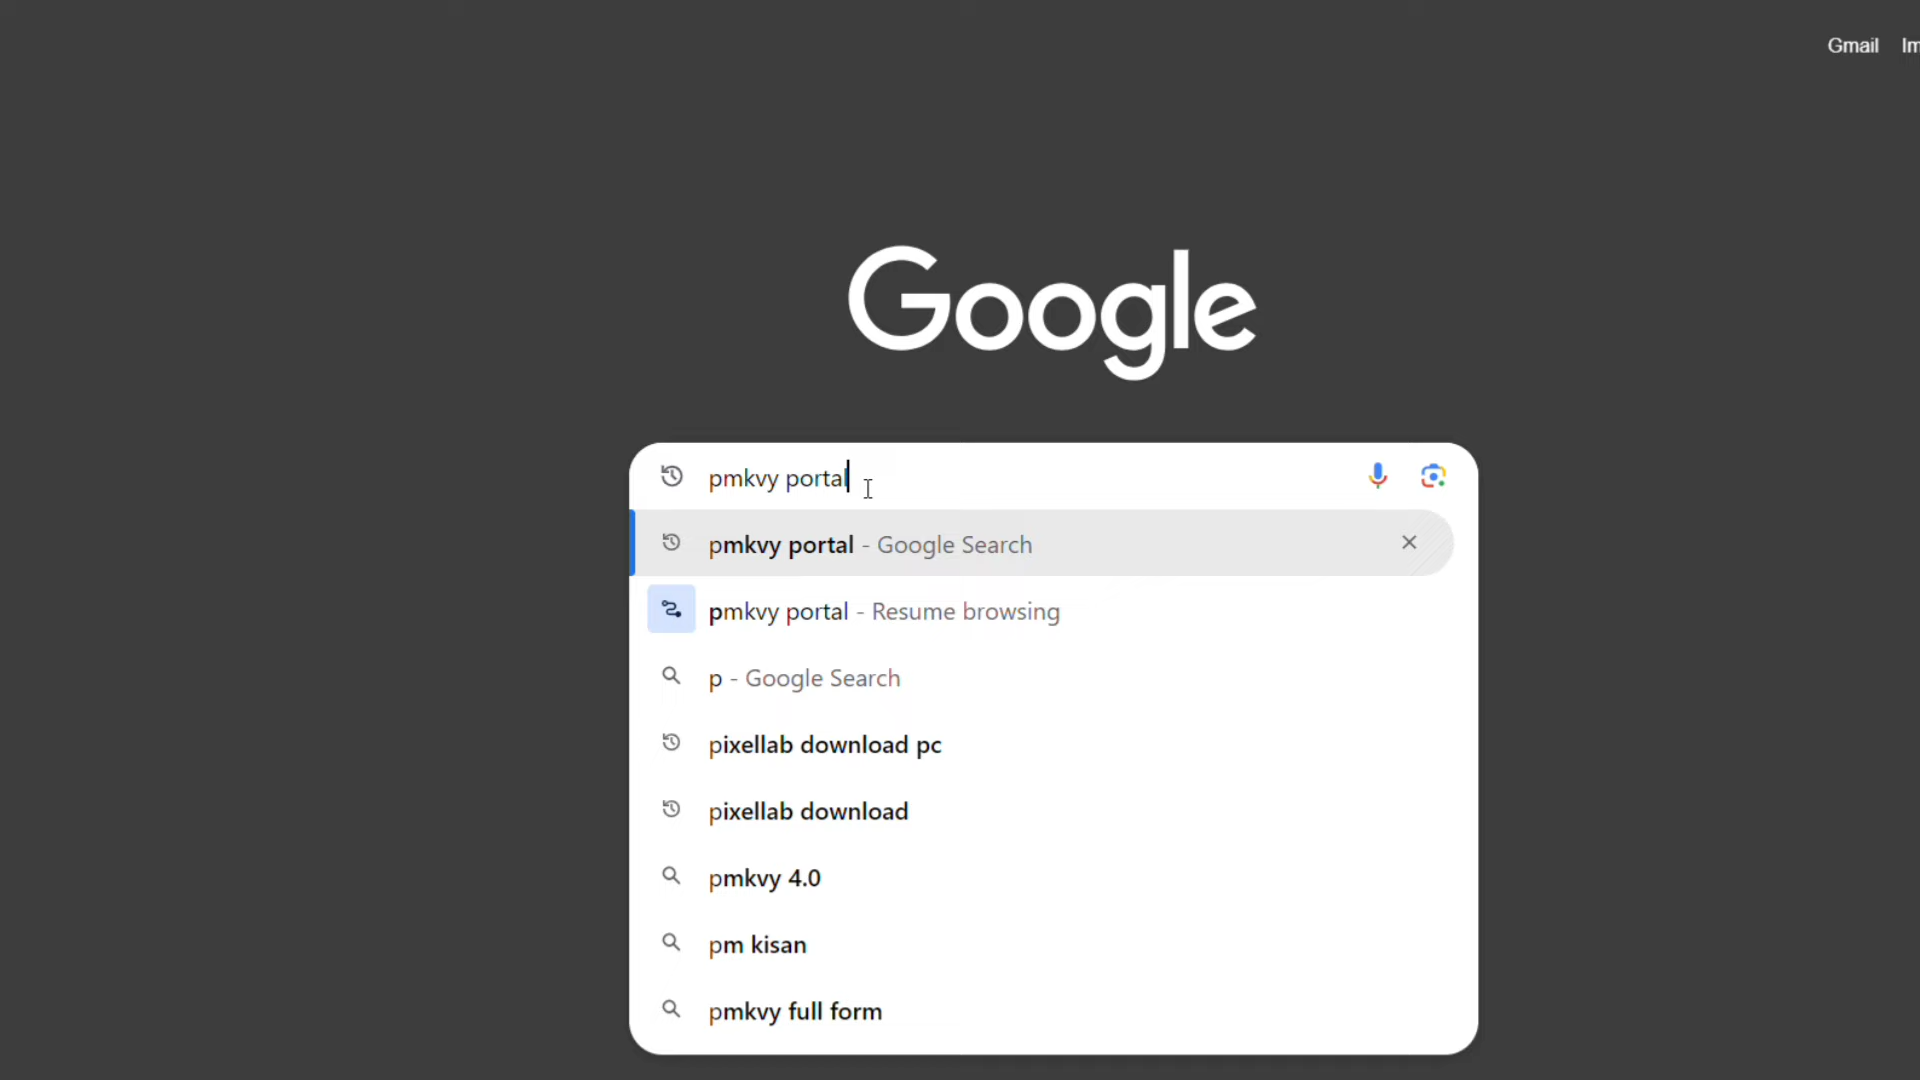 Gmail
Google
pmkvy portal
pmkvy portal - Google Search
pmkvy portal - Resume browsing
p - Google Search
pixellab download pc
pixellab download
pmkvy 4.0
pm kisan
pmkvy full form